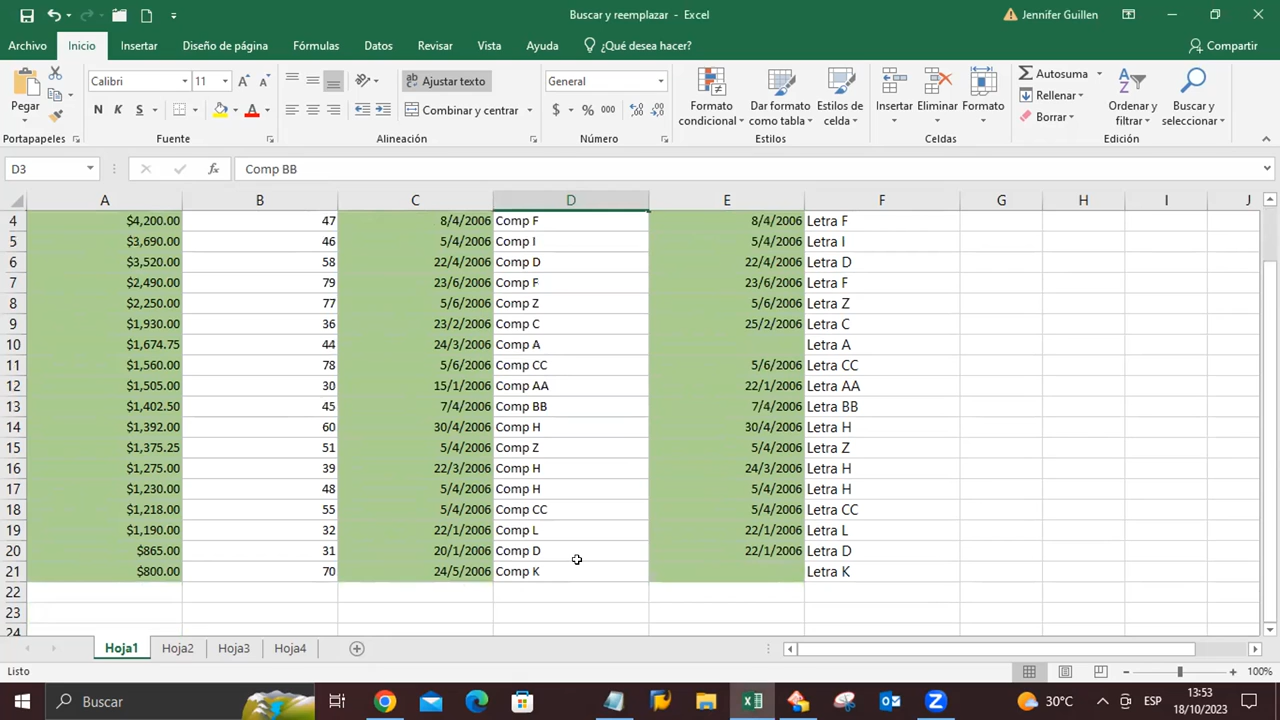 Buscar y reemplazar - Excel
Jennifer Guillen
Archivo Inicio Insertar Diseño de página Fórmulas Datos Revisar Vista Ayuda ¿Qué desea hacer? Compartir
Pegar
Portapapeles
Calibri 11
N K S
Fuente
Ajustar texto
Combinar y centrar
Alineación
General
$ % 000
Número
Formato condicional
Dar formato como tabla
Estilos de celda
Estilos
Insertar
Eliminar
Formato
Celdas
Autosuma
Rellenar
Borrar
Ordenar y filtrar
Buscar y seleccionar
Edición
D3 fx Comp BB
A B C D E F G H I J
4 $4,200.00 47 8/4/2006 Comp F 8/4/2006 Letra F
5 $3,690.00 46 5/4/2006 Comp I 5/4/2006 Letra I
6 $3,520.00 58 22/4/2006 Comp D 22/4/2006 Letra D
7 $2,490.00 79 23/6/2006 Comp F 23/6/2006 Letra F
8 $2,250.00 77 5/6/2006 Comp Z 5/6/2006 Letra Z
9 $1,930.00 36 23/2/2006 Comp C 25/2/2006 Letra C
10 $1,674.75 44 24/3/2006 Comp A Letra A
11 $1,560.00 78 5/6/2006 Comp CC 5/6/2006 Letra CC
12 $1,505.00 30 15/1/2006 Comp AA 22/1/2006 Letra AA
13 $1,402.50 45 7/4/2006 Comp BB 7/4/2006 Letra BB
14 $1,392.00 60 30/4/2006 Comp H 30/4/2006 Letra H
15 $1,375.25 51 5/4/2006 Comp Z 5/4/2006 Letra Z
16 $1,275.00 39 22/3/2006 Comp H 24/3/2006 Letra H
17 $1,230.00 48 5/4/2006 Comp H 5/4/2006 Letra H
18 $1,218.00 55 5/4/2006 Comp CC 5/4/2006 Letra CC
19 $1,190.00 32 22/1/2006 Comp L 22/1/2006 Letra L
20 $865.00 31 20/1/2006 Comp D 22/1/2006 Letra D
21 $800.00 70 24/5/2006 Comp K Letra K
22
23
24
Hoja1 Hoja2 Hoja3 Hoja4
Listo 100%
Buscar 30°C ESP 13:53
18/10/2023